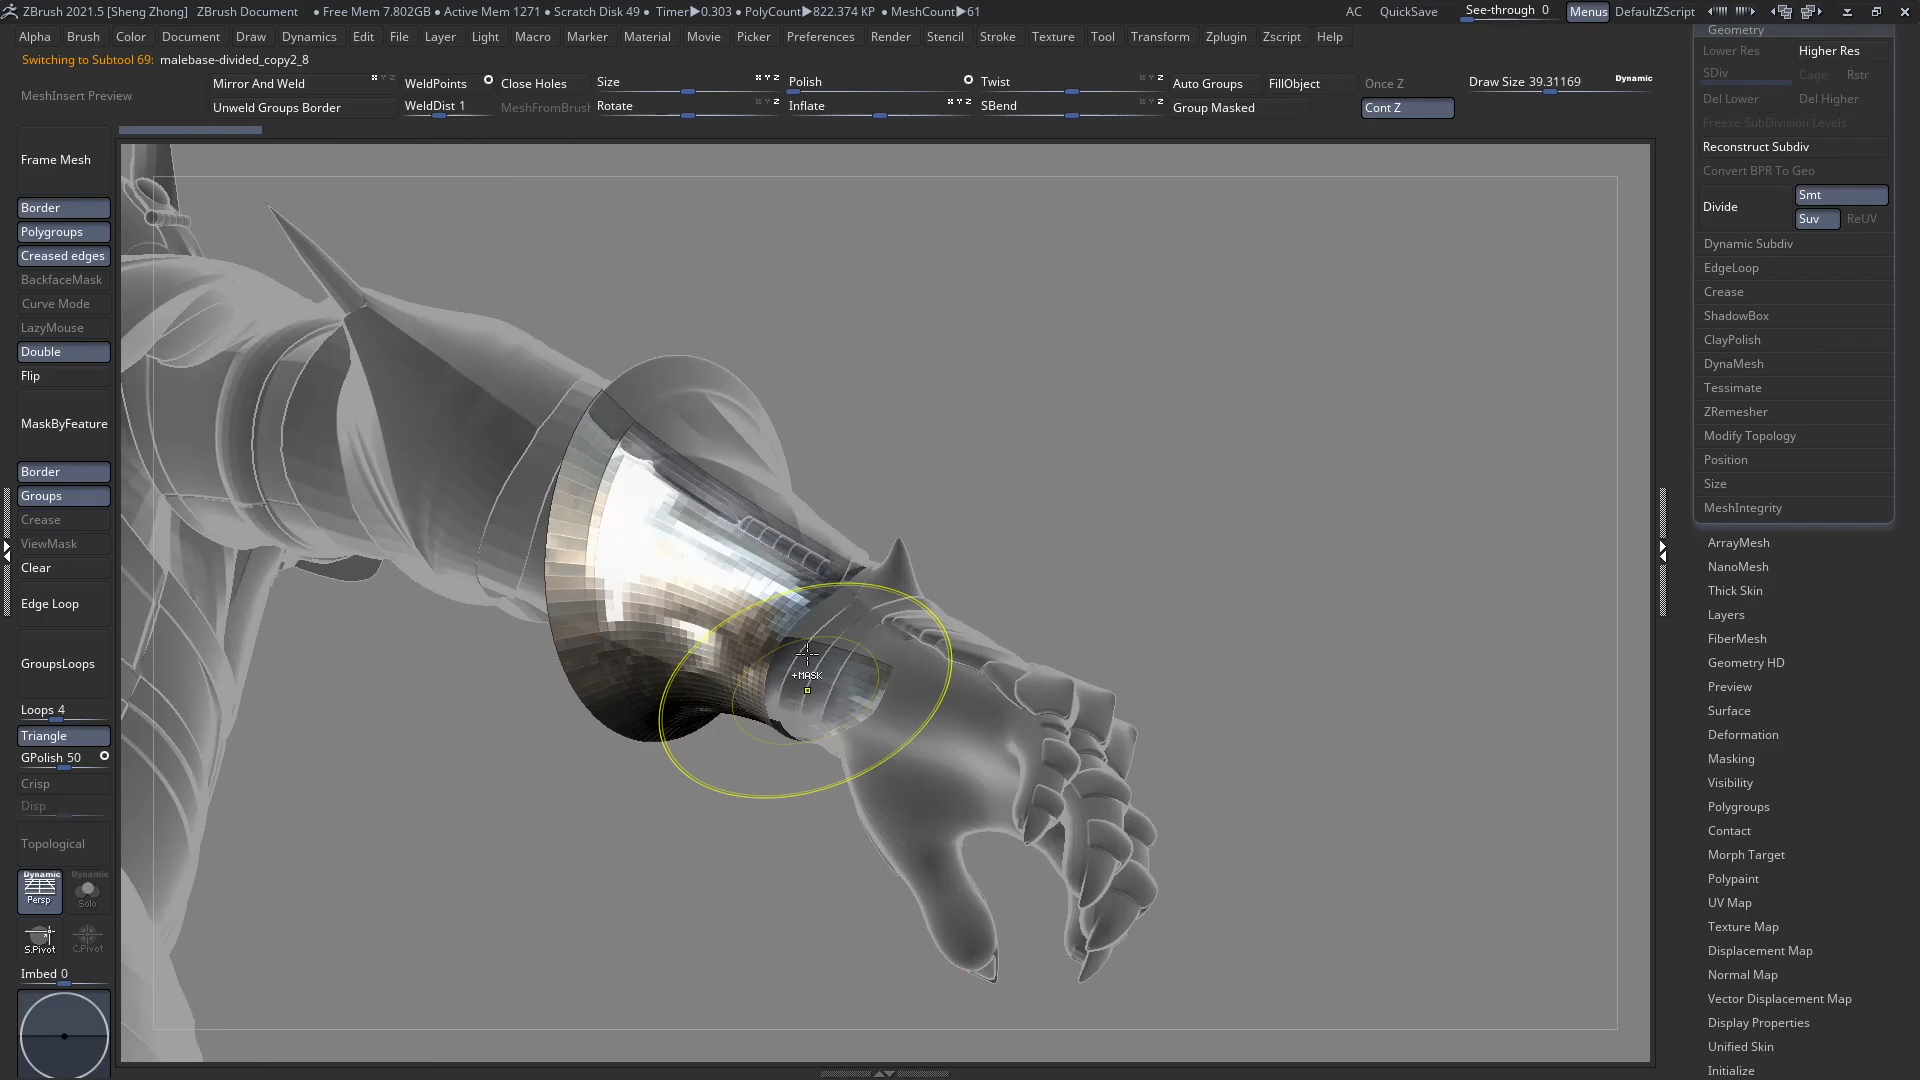 ZBrush 2021.5 [Sheng Zhong] ZBrush Document ● Free Mem 7.802GB ● Active Mem 1271 ● Scratch Disk 49 ● Timer▶0.303 ● PolyCount▶822.374 KP ● MeshCount▶61 AC QuickSave See-through 0 Menus DefaultZScript
Alpha Brush Color Document Draw Dynamics Edit File Layer Light Macro Marker Material Movie Picker Preferences Render Stencil Stroke Texture Tool Transform Zplugin Zscript Help
Switching to Subtool 69: malebase-divided_copy2_8
MeshInsert Preview
Mirror And Weld WeldPoints Close Holes Size Polish Twist Auto Groups FillObject Once Z Draw Size 39.31169 Dynamic
Unweld Groups Border WeldDist 1 MeshFromBrush Rotate Inflate SBend Group Masked Cont Z
Frame Mesh
Border
Polygroups
Creased edges
BackfaceMask
Curve Mode
LazyMouse
Double
Flip
MaskByFeature
Border
Groups
Crease
ViewMask
Clear
Edge Loop
GroupsLoops
Loops 4
Triangle
GPolish 50
Crisp
Disp
Topological
Dynamic Dynamic
Persp Solo
S.Pivot C.Pivot
Imbed 0
+MASK
Geometry
Lower Res Higher Res
SDiv Cage Rstr
Del Lower Del Higher
Freeze SubDivision Levels
Reconstruct Subdiv
Convert BPR To Geo
Divide Smt
Suv ReUV
Dynamic Subdiv
EdgeLoop
Crease
ShadowBox
ClayPolish
DynaMesh
Tessimate
ZRemesher
Modify Topology
Position
Size
MeshIntegrity
ArrayMesh
NanoMesh
Thick Skin
Layers
FiberMesh
Geometry HD
Preview
Surface
Deformation
Masking
Visibility
Polygroups
Contact
Morph Target
Polypaint
UV Map
Texture Map
Displacement Map
Normal Map
Vector Displacement Map
Display Properties
Unified Skin
Initialize